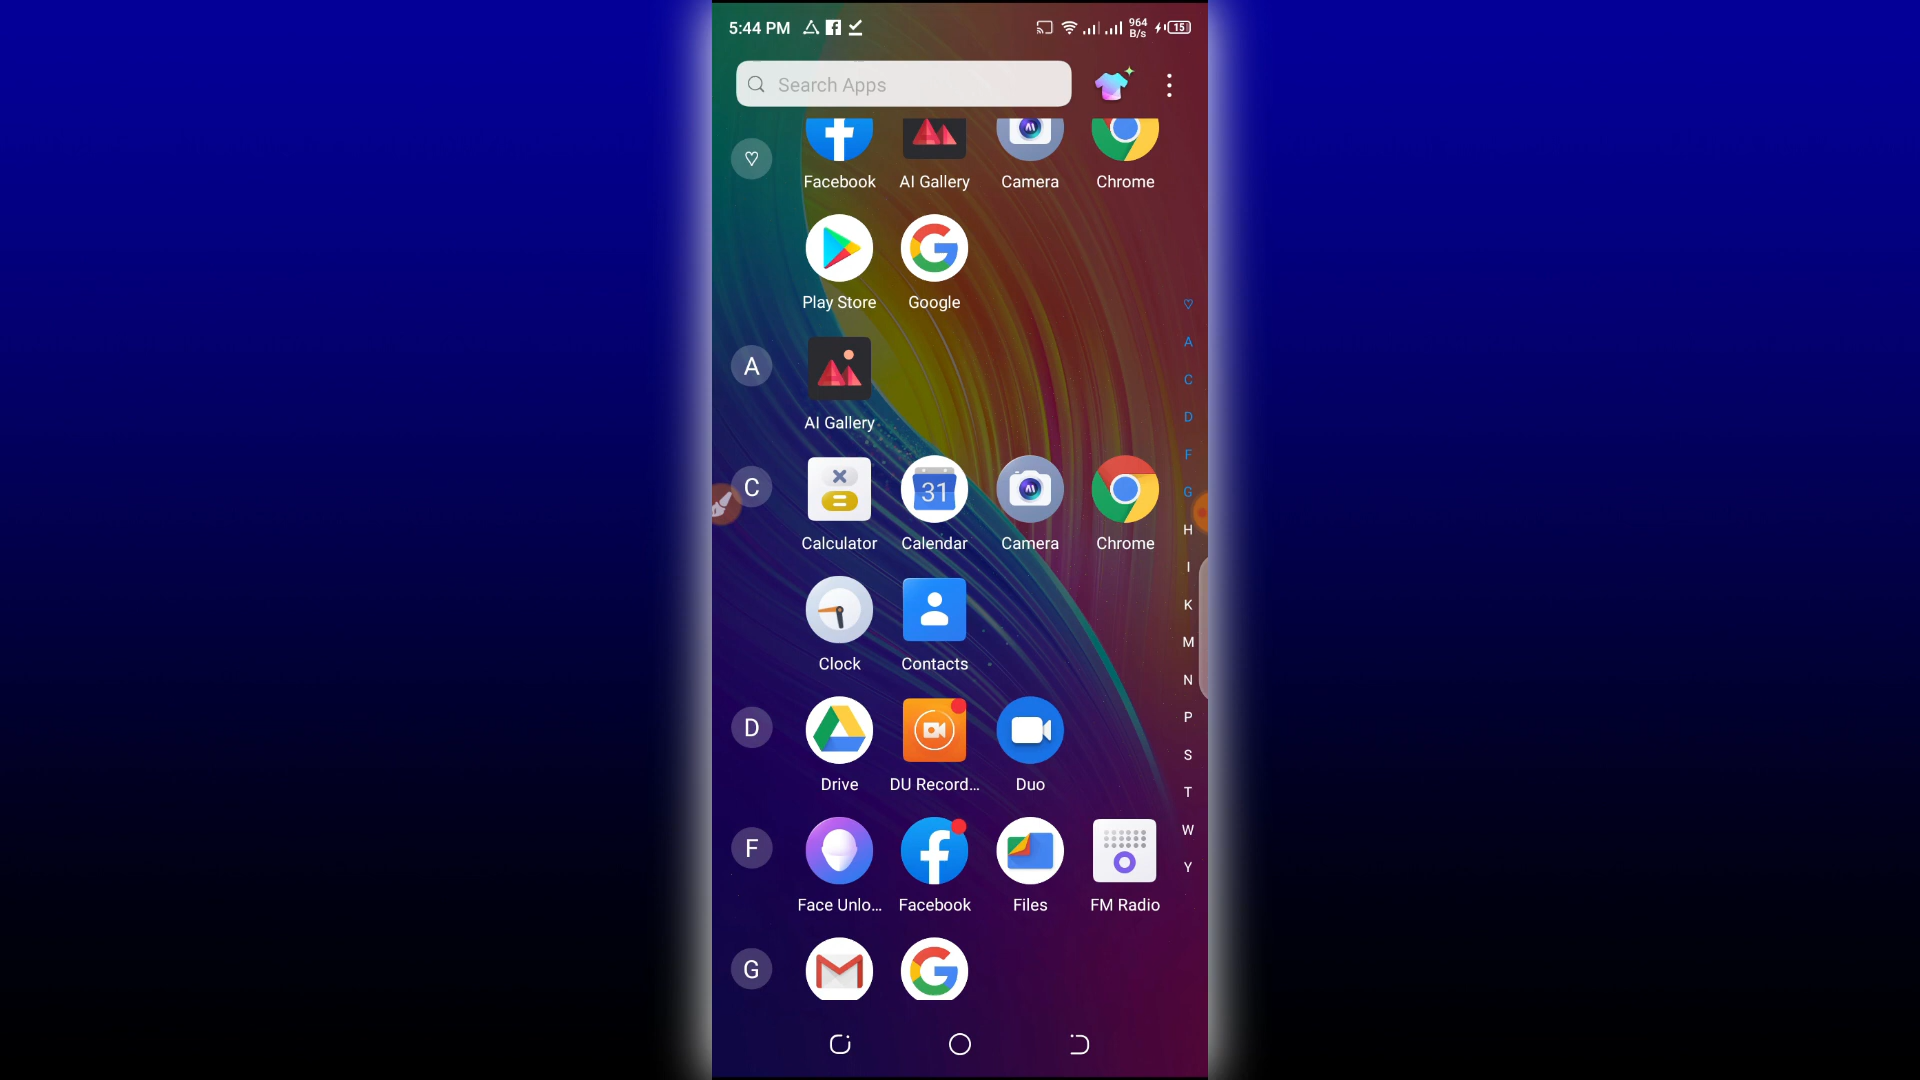 5:44 PM 964 B/s 15
Search Apps
Facebook AI Gallery Camera Chrome
Play Store Google
A
AI Gallery
C
31
Calculator Calendar Camera Chrome
Clock Contacts
D
Drive DU Record... Duo
F
Face Unlo... Facebook Files FM Radio
G
A
C
D
F
G
H
I
K
M
N
P
S
T
W
Y